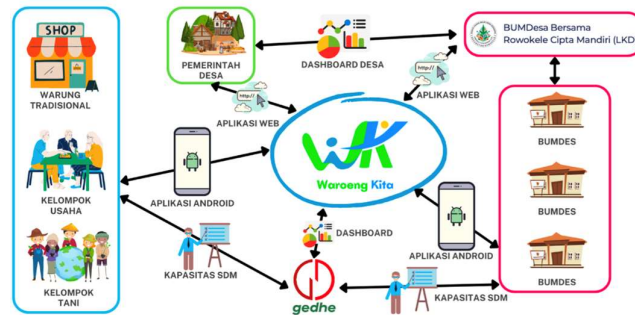 SHOP
WARUNG
TRADISIONAL
KELOMPOK
USAHA
KELOMPOK
TANI
PEMERINTAH
DESA
DASHBOARD DESA
BUMDesa Bersama
Rowokele Cipta Mandiri (LKD)
http://
APLIKASI WEB
http://
APLIKASI WEB
WK
Waroeng Kita
APLIKASI ANDROID
KAPASITAS SDM
DASHBOARD
gedhe
APLIKASI ANDROID
KAPASITAS SDM
BUMDES
BUMDES
BUMDES